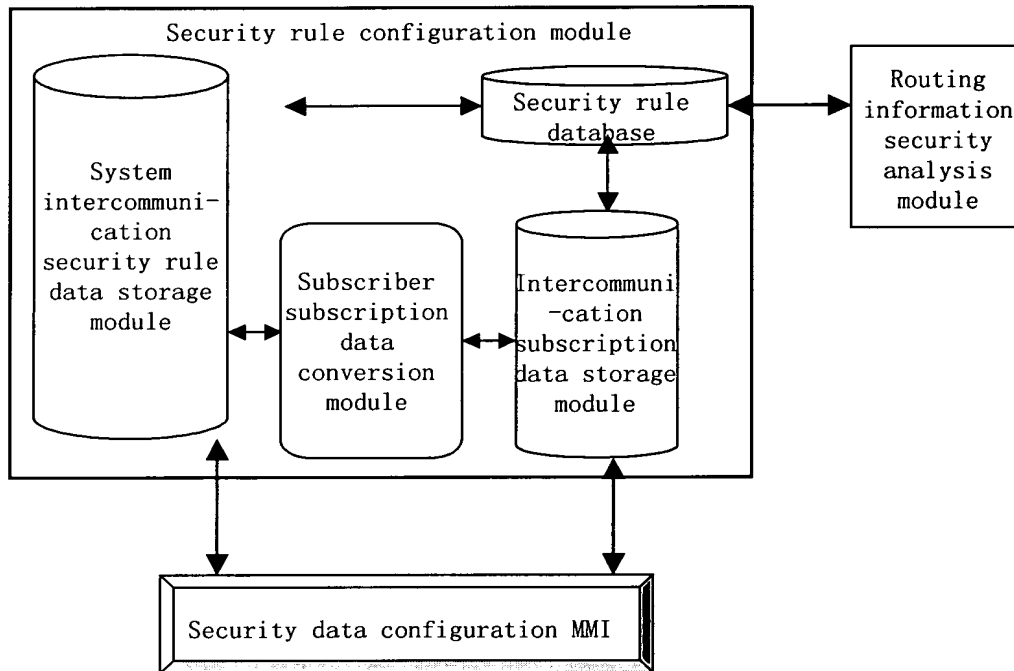 Security rule configuration module
System
intercommuni-
cation
security rule
data storage
module
Security rule
database
Routing
information
security
analysis
module
Subscriber
subscription
data
conversion
module
Intercommuni
-cation
subscription
data storage
module
Security data configuration MMI